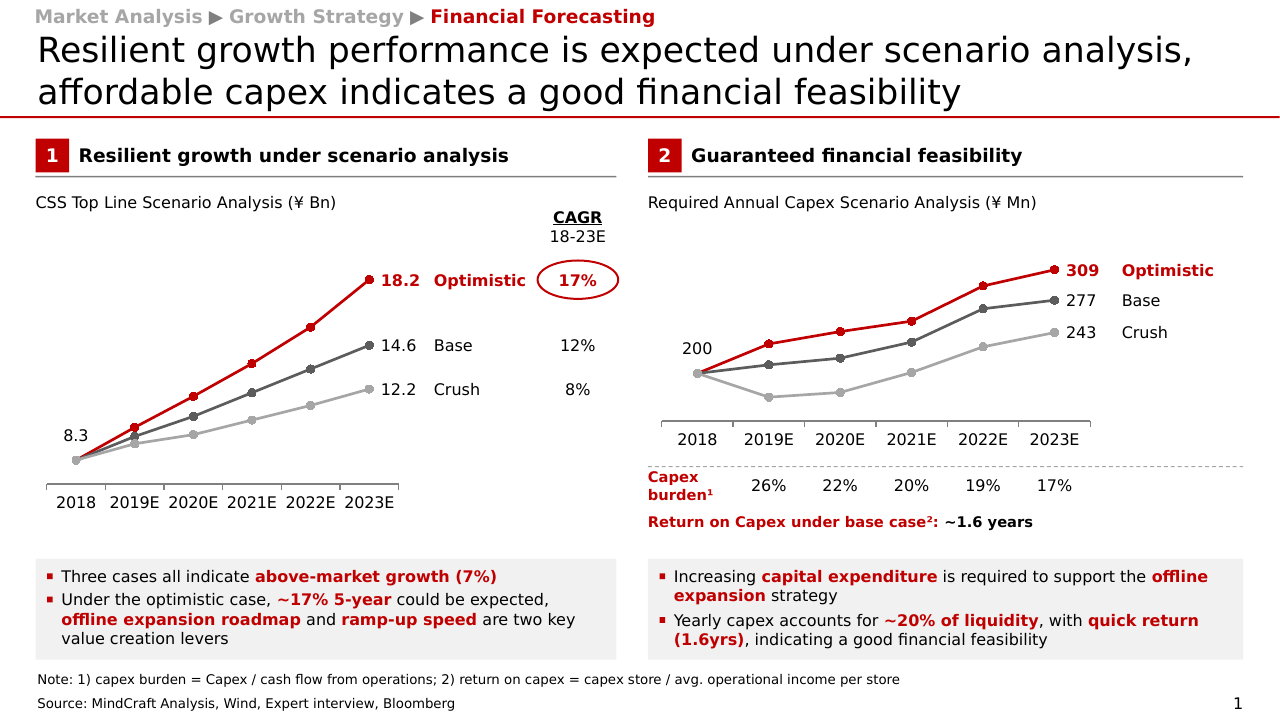 Market Analysis ▶ Growth Strategy ▶ Financial Forecasting
Resilient growth performance is expected under scenario analysis,
affordable capex indicates a good financial feasibility
1 Resilient growth under scenario analysis
CSS Top Line Scenario Analysis (¥ Bn)
CAGR
18-23E
18.2 Optimistic 17%
14.6 Base 12%
12.2 Crush 8%
8.3
2018 2019E 2020E 2021E 2022E 2023E
▪ Three cases all indicate above-market growth (7%)
▪ Under the optimistic case, ~17% 5-year could be expected,
offline expansion roadmap and ramp-up speed are two key
value creation levers
2 Guaranteed financial feasibility
Required Annual Capex Scenario Analysis (¥ Mn)
309 Optimistic
277 Base
243 Crush
200
2018 2019E 2020E 2021E 2022E 2023E
Capex
burden¹ 26% 22% 20% 19% 17%
Return on Capex under base case²: ~1.6 years
▪ Increasing capital expenditure is required to support the offline
expansion strategy
▪ Yearly capex accounts for ~20% of liquidity, with quick return
(1.6yrs), indicating a good financial feasibility
Note: 1) capex burden = Capex / cash flow from operations; 2) return on capex = capex store / avg. operational income per store
Source: MindCraft Analysis, Wind, Expert interview, Bloomberg
1